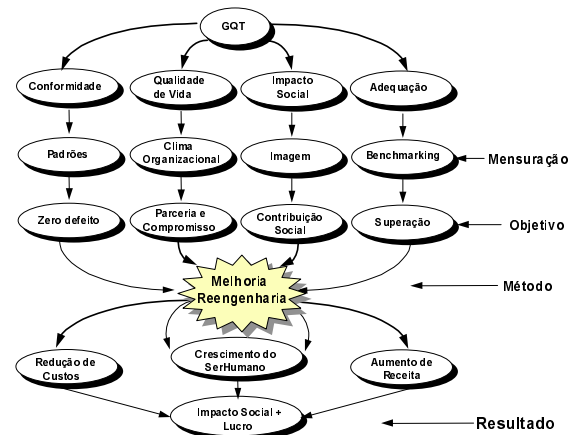 GQT
Conformidade
Qualidade
de Vida
Impacto
Social
Adequação
Padrões
Clima
Organizacional
Imagem
Benchmarking
Mensuração
Zero defeito
Parceria e
Compromisso
Contribuição
Social
Superação
Objetivo
Melhoria
Reengenharia
Método
Redução de
Custos
Crescimento do
SerHumano
Aumento de
Receita
Impacto Social +
Lucro
Resultado